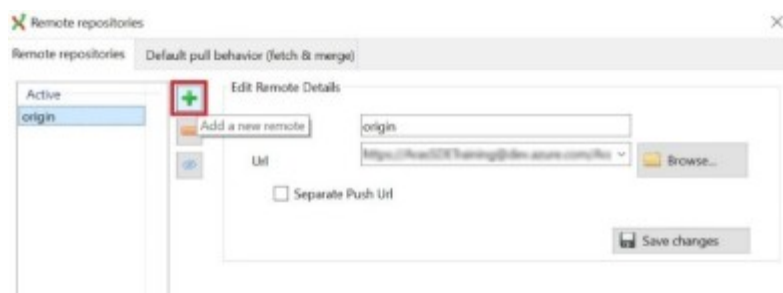 Remote repositories
Remote repositories Default pull behavior (fetch & merge)
Active
Edit Remote Details
origin
Add a new remote
origin
Url
Browse...
Separate Push Url
Save changes